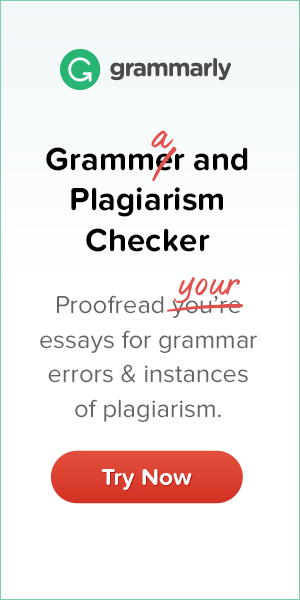 grammarly
a
Grammer and
Plagiarism
Checker
your
Proofread you're
essays for grammar
errors & instances
of plagiarism.
Try Now